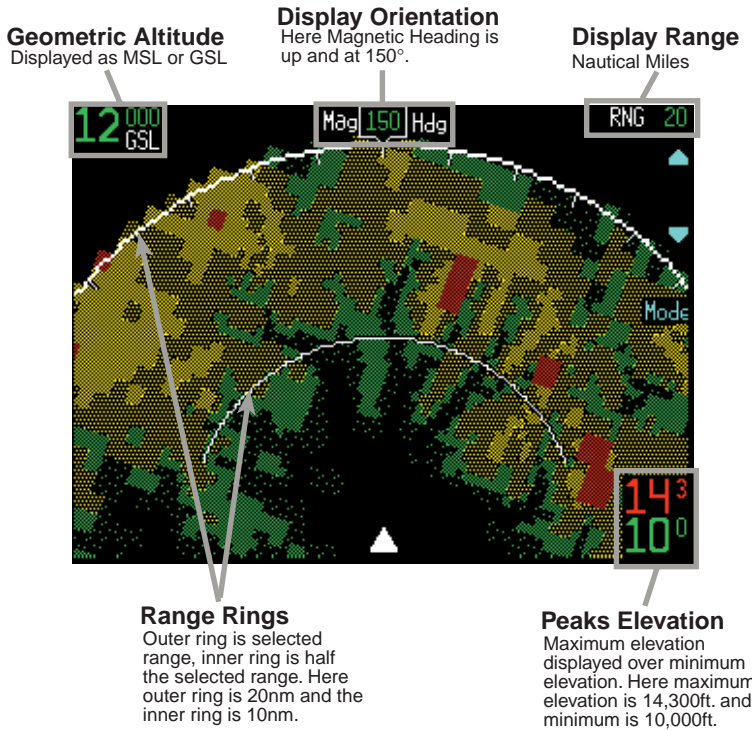 Geometric Altitude
Displayed as MSL or GSL
Display Orientation
Here Magnetic Heading is
up and at 150°.
Display Range
Nautical Miles
12 000
GSL
Mag 150 Hdg
RNG 20
Mode
14 3
10 0
Range Rings
Outer ring is selected
range, inner ring is half
the selected range. Here
outer ring is 20nm and the
inner ring is 10nm.
Peaks Elevation
Maximum elevation
displayed over minimum
elevation. Here maximum
elevation is 14,300ft. and
minimum is 10,000ft.